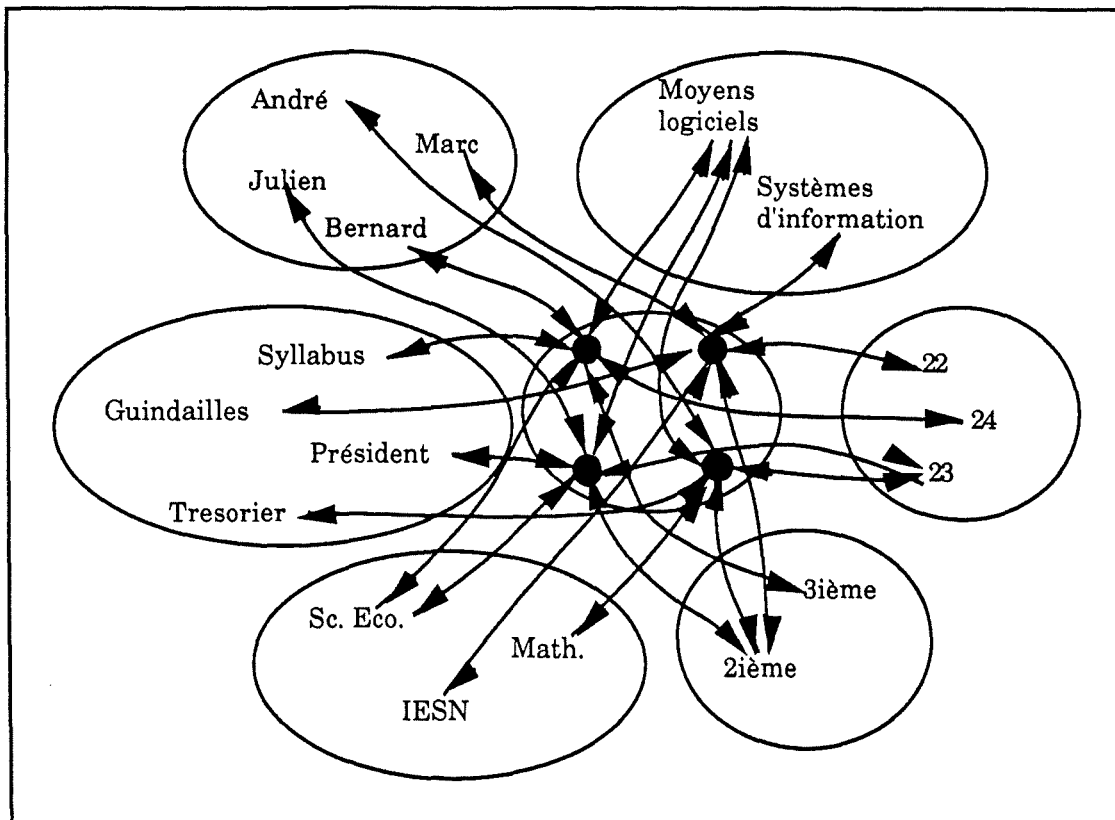 André
Marc
Julien
Bernard
Moyens
logiciels
Systèmes
d'information
Syllabus
Guindailles
Président
Tresorier
22
24
23
Sc. Eco.
Math.
IESN
3ième
2ième